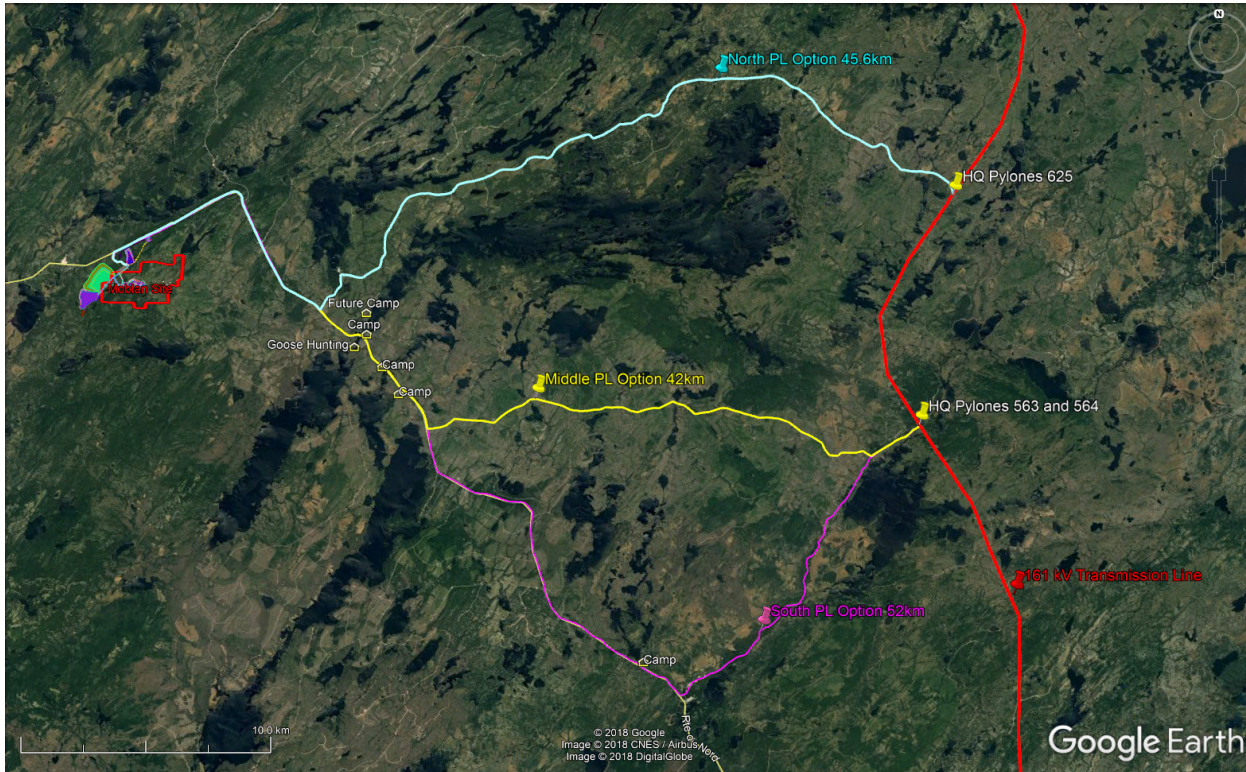 N
North PL Option 45.6km
HQ Pylones 625
Moblan Site
Future Camp
Camp
Goose Hunting
Camp
Camp
Middle PL Option 42km
HQ Pylones 563 and 564
161 kV Transmission Line
South PL Option 52km
Camp
10.0 km
© 2018 Google
Image © 2018 CNES / Airbus
Image © 2018 DigitalGlobe
Google Earth